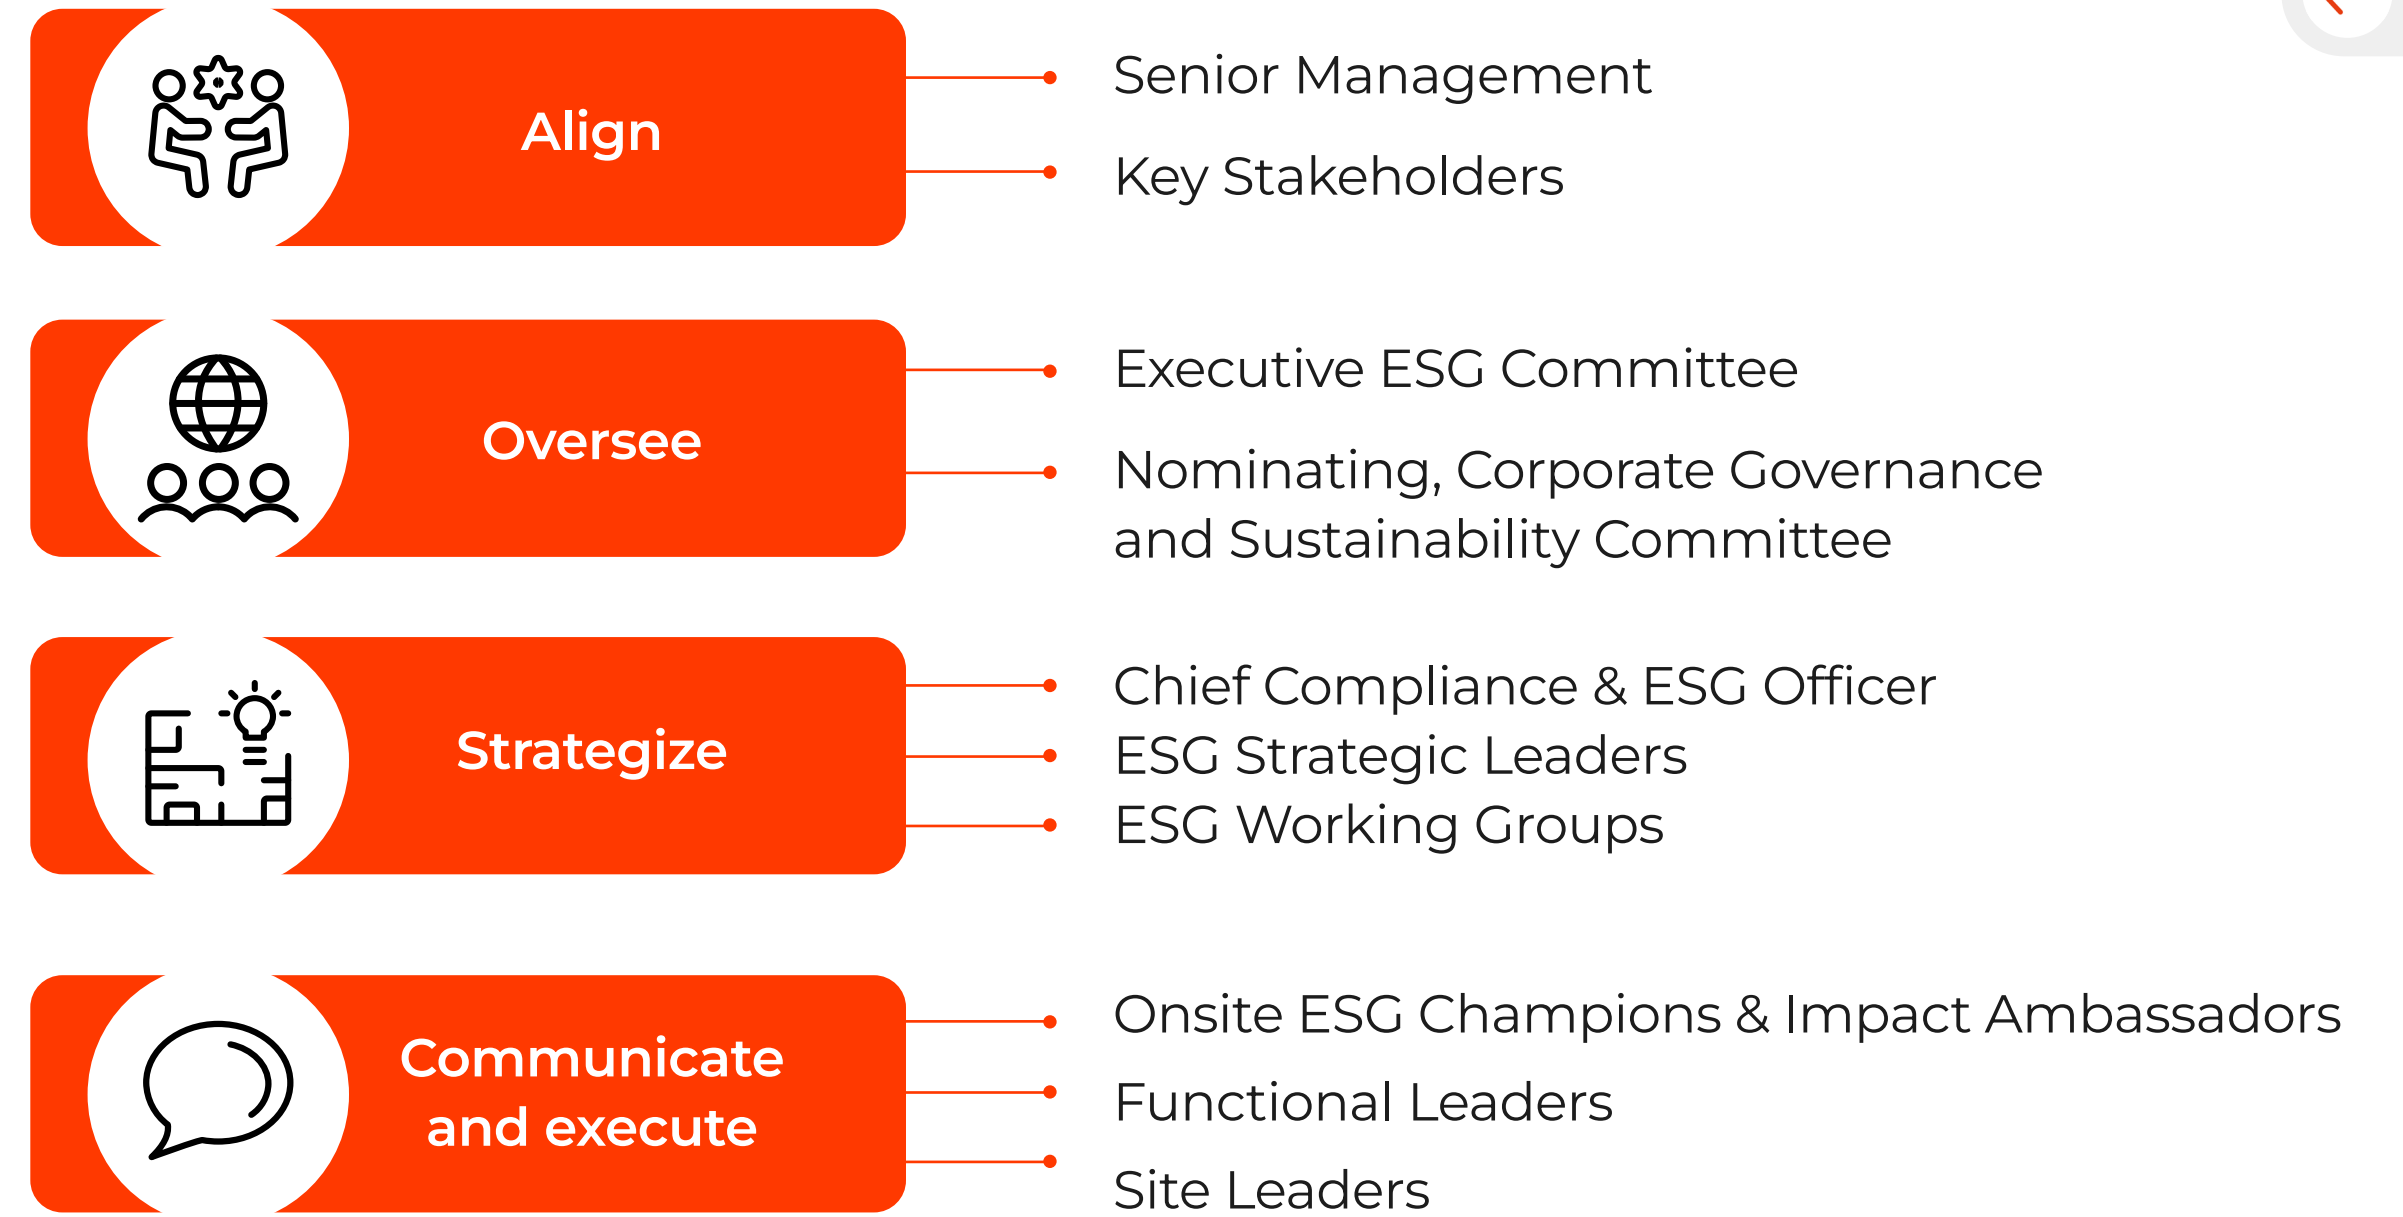 Align
Senior Management
Key Stakeholders
Oversee
Executive ESG Committee
Nominating, Corporate Governance
and Sustainability Committee
Strategize
Chief Compliance & ESG Officer
ESG Strategic Leaders
ESG Working Groups
Communicate
and execute
Onsite ESG Champions & Impact Ambassadors
Functional Leaders
Site Leaders